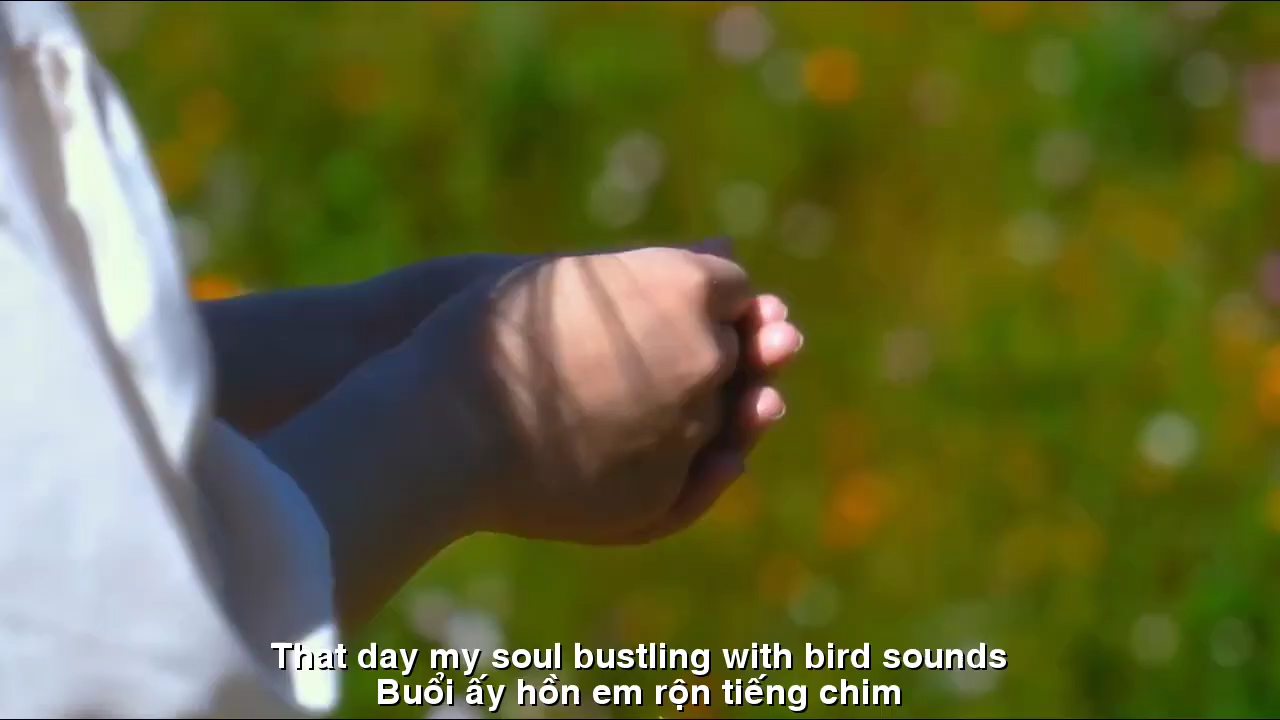 That day my soul bustling with bird sounds
Buổi ấy hồn em rộn tiếng chim